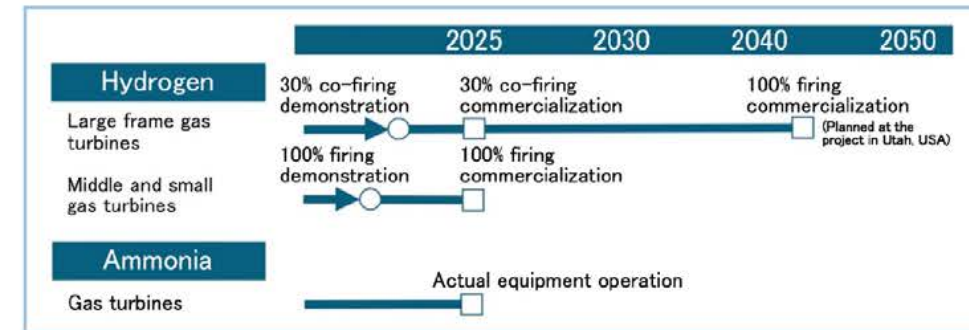 2025 2030 2040 2050
Hydrogen
30% co-firing
demonstration
30% co-firing
commercialization
100% firing
commercialization
Large frame gas
turbines
(Planned at the
project in Utah, USA)
100% firing
demonstration
100% firing
commercialization
Middle and small
gas turbines
Ammonia
Actual equipment operation
Gas turbines